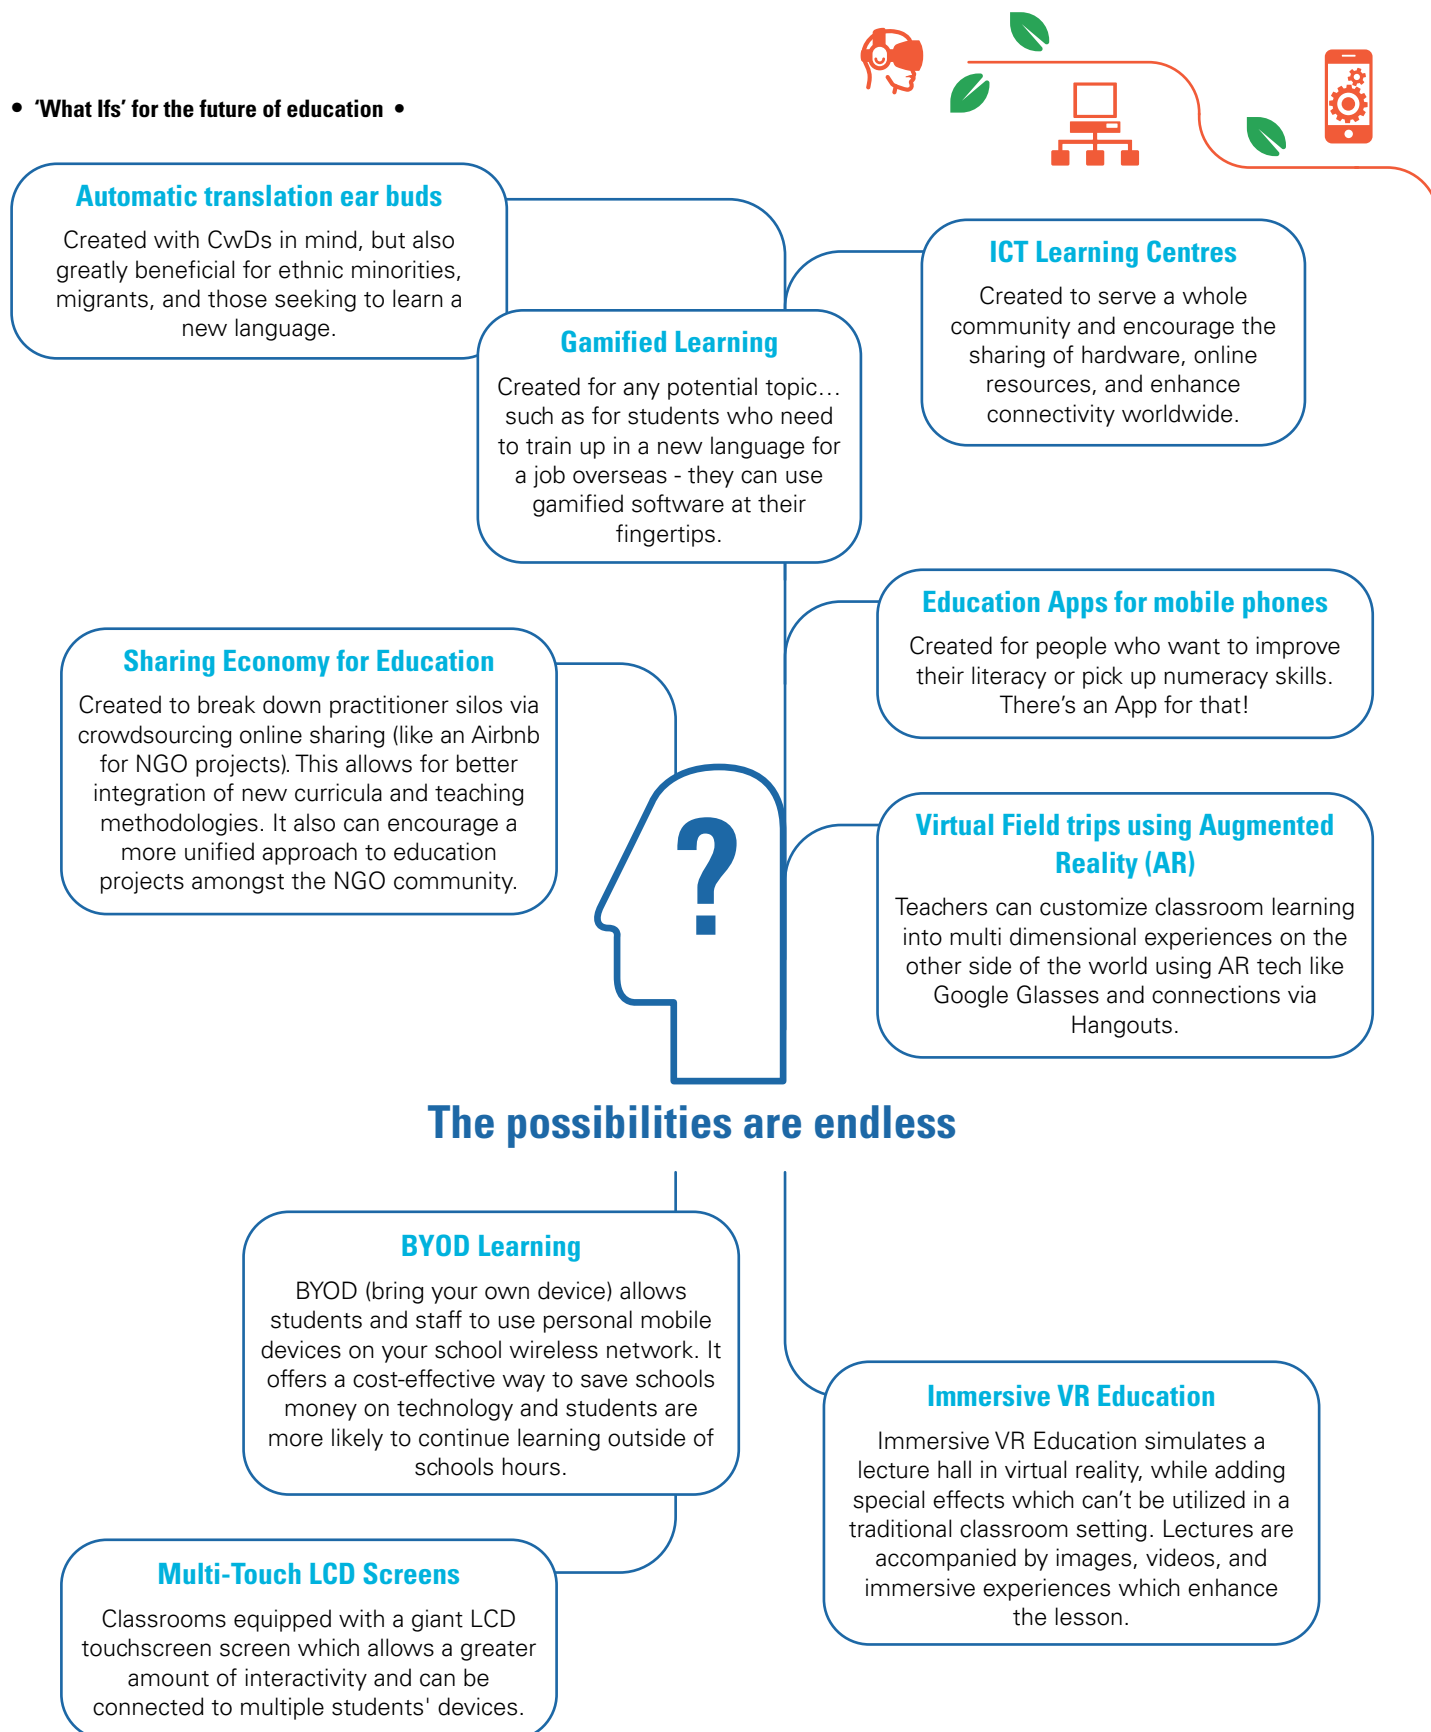 • ‘What Ifs’ for the future of education •
Automatic translation ear buds
Created with CwDs in mind, but also
greatly beneficial for ethnic minorities,
migrants, and those seeking to learn a
new language.
ICT Learning Centres
Created to serve a whole
community and encourage the
sharing of hardware, online
resources, and enhance
connectivity worldwide.
Gamified Learning
Created for any potential topic…
such as for students who need
to train up in a new language for
a job overseas - they can use
gamified software at their
fingertips.
Education Apps for mobile phones
Created for people who want to improve
their literacy or pick up numeracy skills.
There’s an App for that!
Sharing Economy for Education
Created to break down practitioner silos via
crowdsourcing online sharing (like an Airbnb
for NGO projects). This allows for better
integration of new curricula and teaching
methodologies. It also can encourage a
more unified approach to education
projects amongst the NGO community.
Virtual Field trips using Augmented
Reality (AR)
Teachers can customize classroom learning
into multi dimensional experiences on the
other side of the world using AR tech like
Google Glasses and connections via
Hangouts.
?
The possibilities are endless
BYOD Learning
BYOD (bring your own device) allows
students and staff to use personal mobile
devices on your school wireless network. It
offers a cost-effective way to save schools
money on technology and students are
more likely to continue learning outside of
schools hours.
Immersive VR Education
Immersive VR Education simulates a
lecture hall in virtual reality, while adding
special effects which can’t be utilized in a
traditional classroom setting. Lectures are
accompanied by images, videos, and
immersive experiences which enhance
the lesson.
Multi-Touch LCD Screens
Classrooms equipped with a giant LCD
touchscreen screen which allows a greater
amount of interactivity and can be
connected to multiple students' devices.